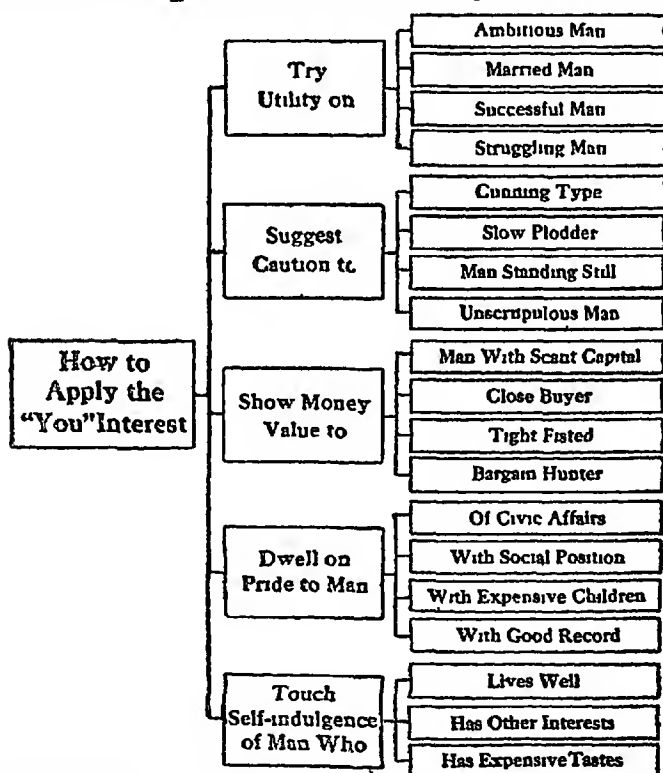 How to
Apply the
“You”Interest
Try
Utility on
Ambitious Man
Married Man
Successful Man
Struggling Man
Suggest
Caution to
Cunning Type
Slow Plodder
Man Standing Still
Unscrupulous Man
Show Money
Value to
Man With Scant Capital
Close Buyer
Tight Fisted
Bargain Hunter
Dwell on
Pride to Man
Of Civic Affairs
With Social Position
With Expensive Children
With Good Record
Touch
Self-indulgence
of Man Who
Lives Well
Has Other Interests
Has Expensive Tastes